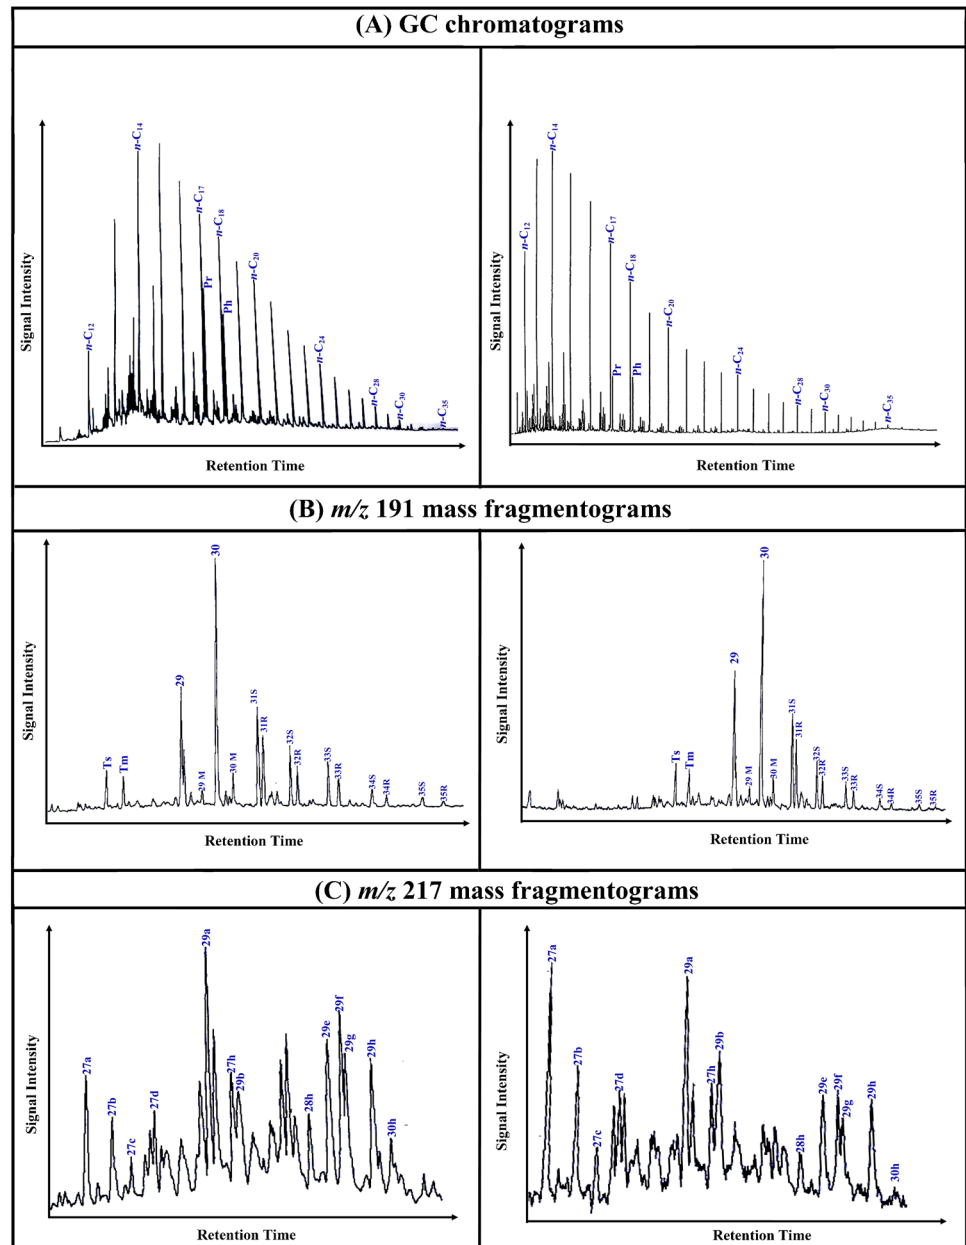 (A) GC chromatograms
Signal Intensity
n-C12
n-C14
n-C17
Pr
n-C18
Ph
n-C20
n-C24
n-C28
n-C30
n-C35
Retention Time
Signal Intensity
n-C12
n-C14
n-C17
Pr
n-C18
Ph
n-C20
n-C24
n-C28
n-C30
n-C35
Retention Time
(B) m/z 191 mass fragmentograms
Signal Intensity
Ts
Tm
29
29 M
30
30 M
31S
31R
32S
32R
33S
33R
34S
34R
35S
35R
Retention Time
Signal Intensity
Ts
Tm
29
29 M
30
30 M
31S
31R
32S
32R
33S
33R
34S
34R
35S
35R
Retention Time
(C) m/z 217 mass fragmentograms
Signal Intensity
27a
27b
27c
27d
29a
27h
29b
28h
29e
29f
29g
29h
30h
Retention Time
Signal Intensity
27a
27b
27c
27d
29a
27h
29b
28h
29e
29f
29g
29h
30h
Retention Time